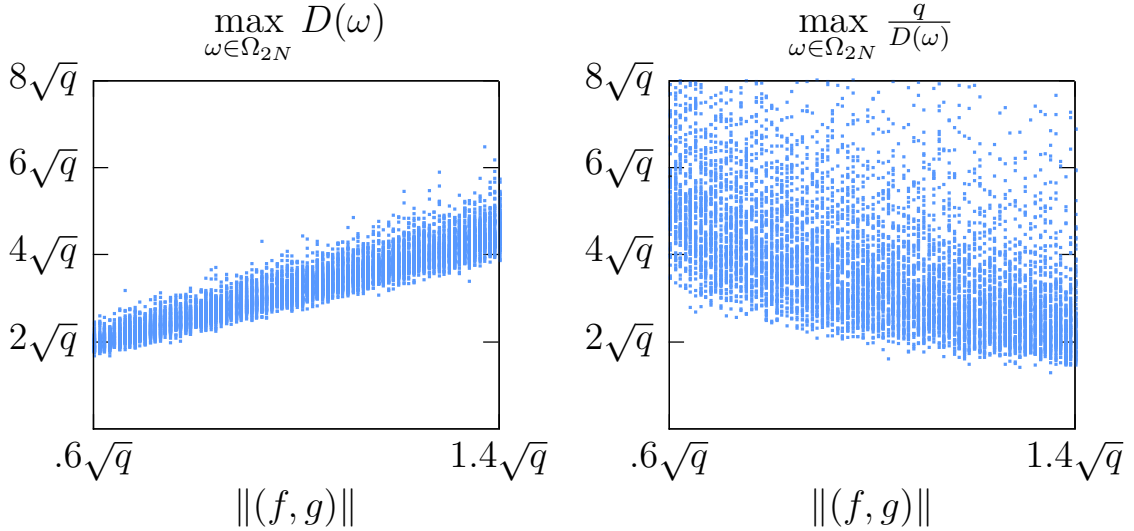 max D(ω)
ω∈Ω₂N
8√q
6√q
4√q
2√q
.6√q 1.4√q
‖(f, g)‖
max q/D(ω)
ω∈Ω₂N
8√q
6√q
4√q
2√q
.6√q 1.4√q
‖(f, g)‖